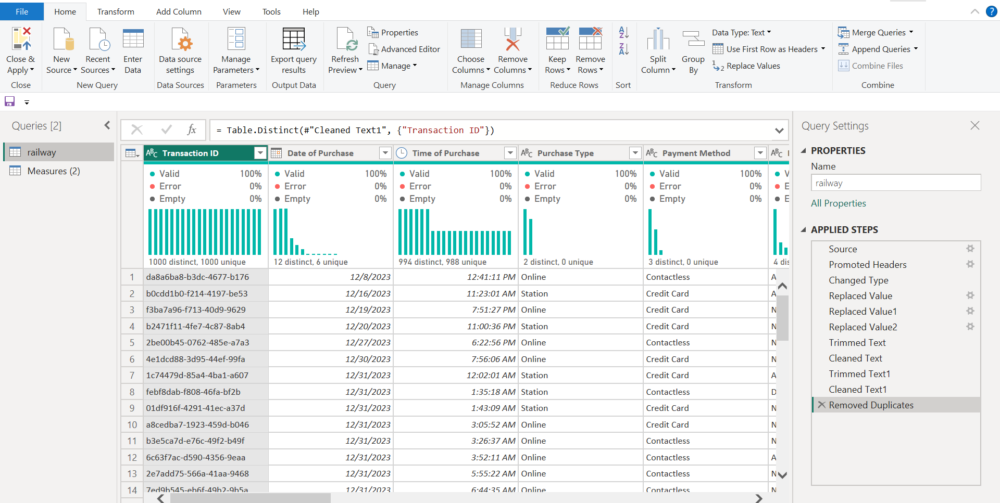 File Home Transform Add Column View Tools Help
Close & Apply
New Source
Recent Sources
Enter Data
Data source settings
Manage Parameters
Export query results
Refresh Preview
Properties
Advanced Editor
Manage
Choose Columns
Remove Columns
Keep Rows
Remove Rows
Split Column
Group By
Data Type: Text
Use First Row as Headers
Replace Values
Merge Queries
Append Queries
Combine Files
Close New Query Data Sources Parameters Output Data Query Manage Columns Reduce Rows Sort Transform Combine
Queries [2]
railway
Measures (2)
fx
= Table.Distinct(#"Cleaned Text1", {"Transaction ID"})
Transaction ID Date of Purchase Time of Purchase Purchase Type Payment Method
Valid 100% Valid 100% Valid 100% Valid 100% Valid 100% V
Error 0% Error 0% Error 0% Error 0% Error 0% E
Empty 0% Empty 0% Empty 0% Empty 0% Empty 0% E
1000 distinct, 1000 unique 12 distinct, 6 unique 994 distinct, 988 unique 2 distinct, 0 unique 3 distinct, 0 unique 4 dis
1 da8a6ba8-b3dc-4677-b176 12/8/2023 12:41:11 PM Online Contactless A
2 b0cdd1b0-f214-4197-be53 12/16/2023 11:23:01 AM Station Credit Card A
3 f3ba7a96-f713-40d9-9629 12/19/2023 7:51:27 PM Online Credit Card N
4 b2471f11-4fe7-4c87-8ab4 12/20/2023 11:00:36 PM Station Credit Card N
5 2be00b45-0762-485e-a7a3 12/27/2023 6:22:56 PM Online Contactless N
6 4e1dcd88-3d95-44ef-99fa 12/30/2023 7:56:06 AM Online Credit Card N
7 1c74479d-85a4-4ba1-a607 12/31/2023 12:02:01 AM Station Credit Card A
8 febf8dab-f808-46fa-bf2b 12/31/2023 1:35:18 AM Station Contactless D
9 01df916f-4291-41ec-a37d 12/31/2023 1:43:09 AM Station Credit Card N
10 a8cedba7-1923-459d-b046 12/31/2023 3:05:52 AM Online Credit Card N
11 b3e5ca7d-e76c-49f2-b49f 12/31/2023 3:26:37 AM Online Contactless N
12 6c63f7ac-d590-4356-9eaa 12/31/2023 3:52:11 AM Online Contactless A
13 2e7add75-566a-41aa-9468 12/31/2023 5:55:22 AM Online Contactless N
14 7ed9b545-eb6f-49b2-9b5a 12/31/2023 6:44:35 AM Online Contactless N
Query Settings
PROPERTIES
Name
railway
All Properties
APPLIED STEPS
Source
Promoted Headers
Changed Type
Replaced Value
Replaced Value1
Replaced Value2
Trimmed Text
Cleaned Text
Trimmed Text1
Cleaned Text1
Removed Duplicates